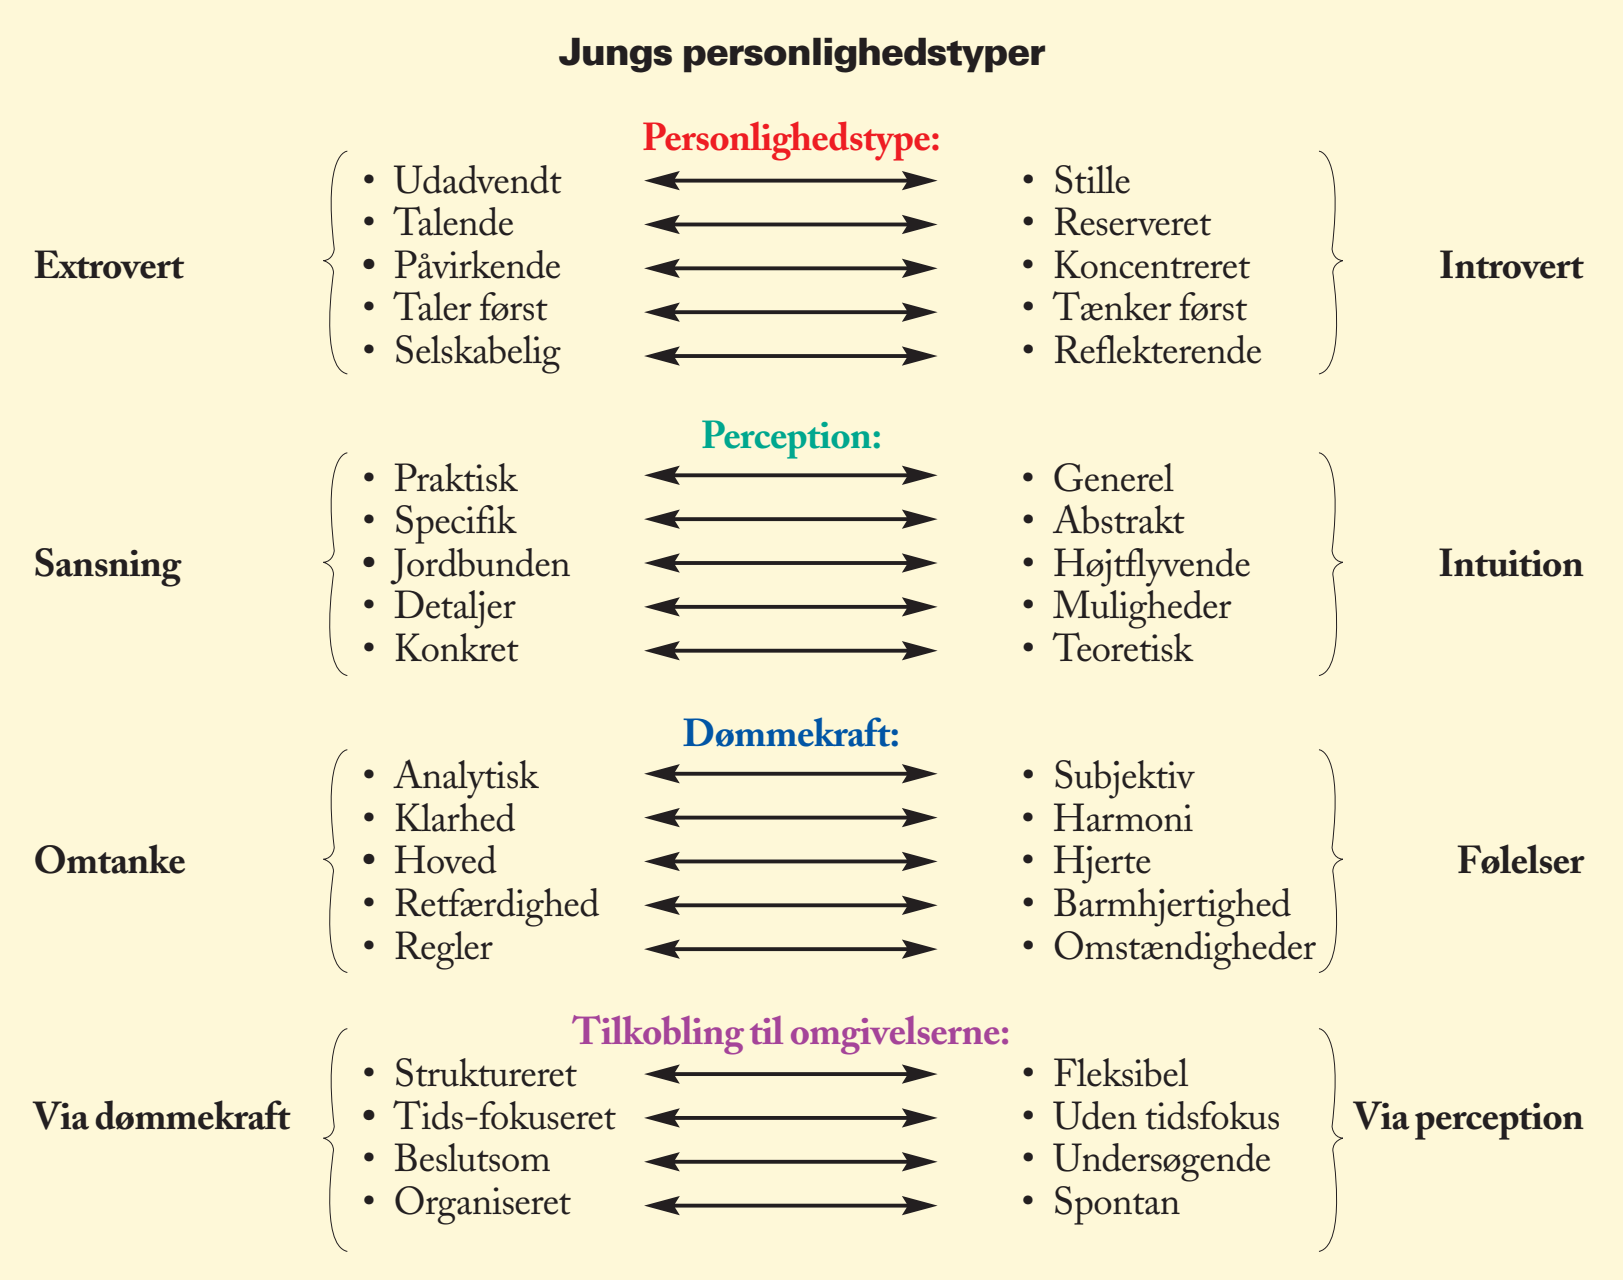 Jungs personlighedstyper
Personlighedstype:
Extrovert
• Udadvendt
• Talende
• Påvirkende
• Taler først
• Selskabelig
• Stille
• Reserveret
• Koncentreret
• Tænker først
• Reflekterende
Introvert
Perception:
Sansning
• Praktisk
• Specifik
• Jordbunden
• Detaljer
• Konkret
• Generel
• Abstrakt
• Højtflyvende
• Muligheder
• Teoretisk
Intuition
Dømmekraft:
Omtanke
• Analytisk
• Klarhed
• Hoved
• Retfærdighed
• Regler
• Subjektiv
• Harmoni
• Hjerte
• Barmhjertighed
• Omstændigheder
Følelser
Tilkobling til omgivelserne:
Via dømmekraft
• Struktureret
• Tids-fokuseret
• Beslutsom
• Organiseret
• Fleksibel
• Uden tidsfokus
• Undersøgende
• Spontan
Via perception